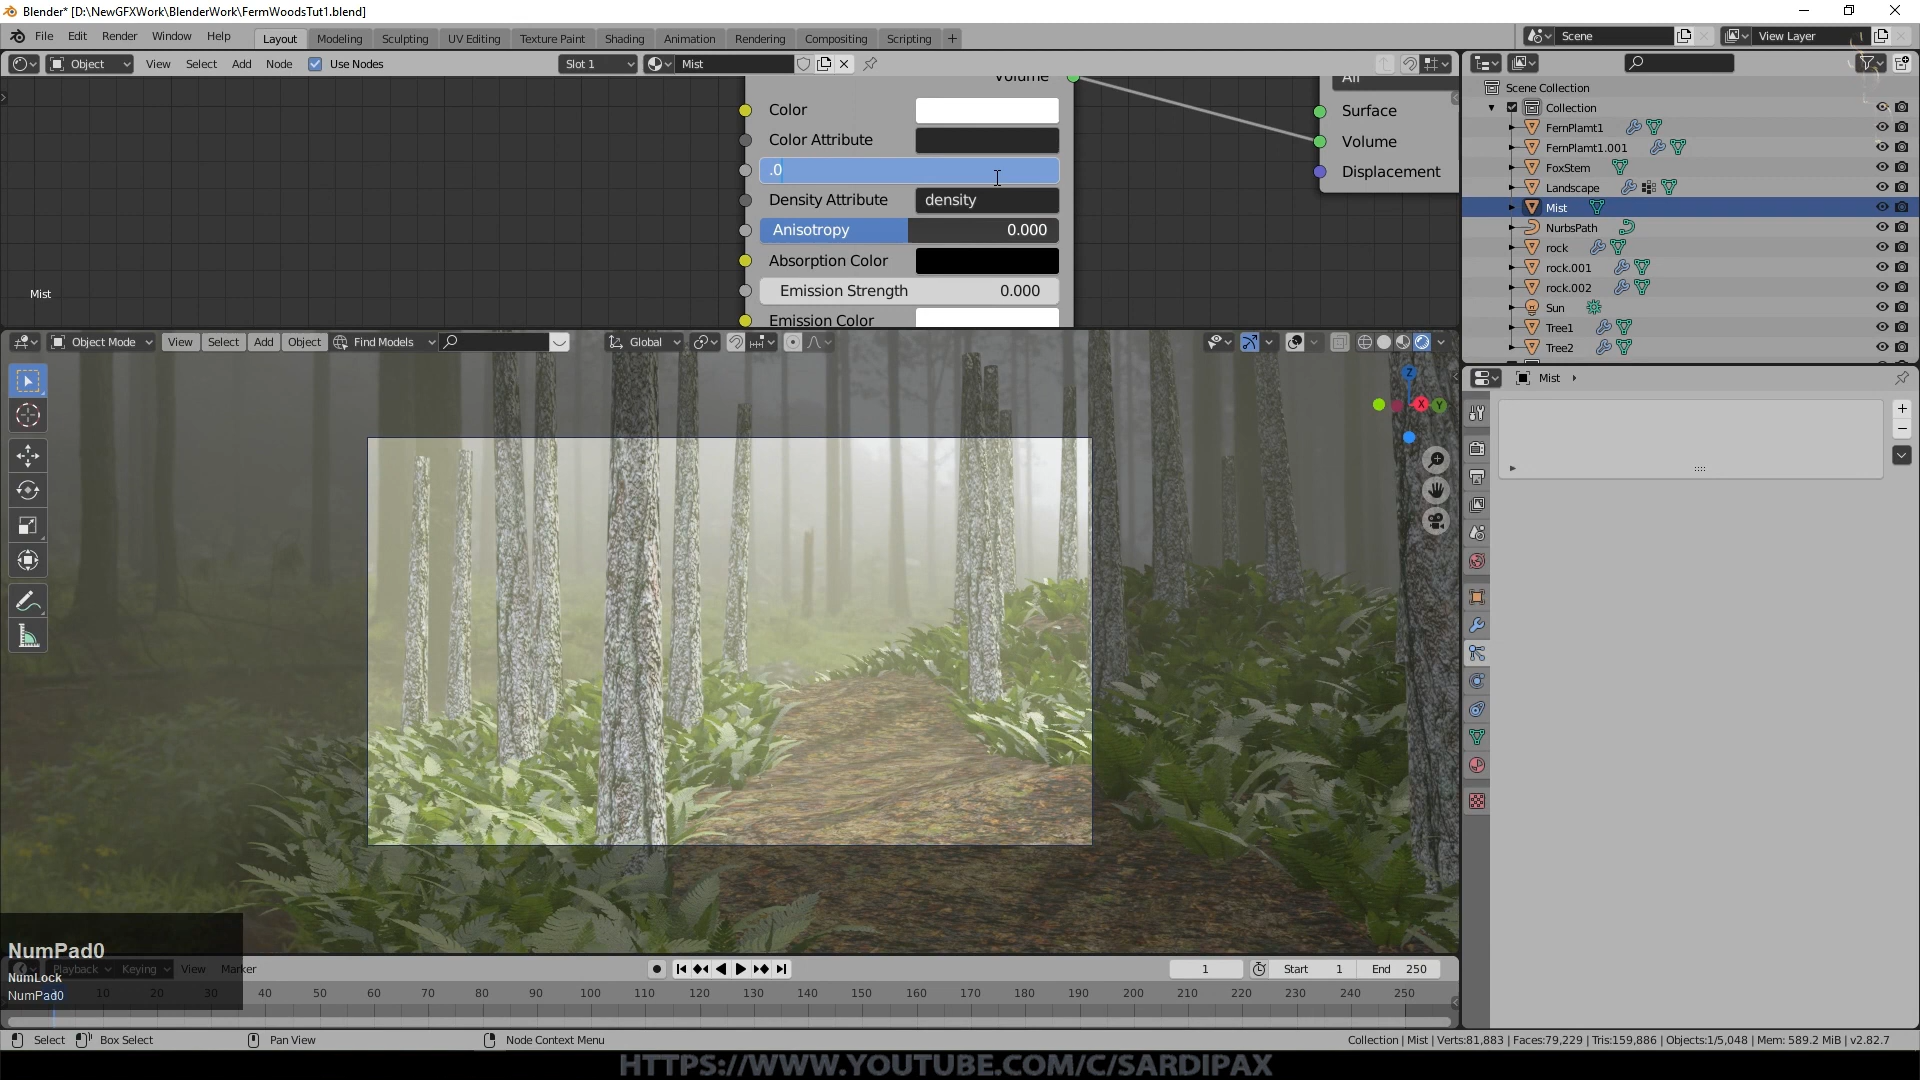 Blender* [D:\NewGFXWork\BlenderWork\FermWoodsTut1.blend]
File Edit Render Window Help Layout Modeling Sculpting UV Editing Texture Paint Shading Animation Rendering Compositing Scripting + Scene View Layer
Object View Select Add Node Use Nodes Slot 1 Mist
Volume
All
Color
Surface
Color Attribute
Volume
.0
Displacement
Density Attribute density
Anisotropy 0.000
Absorption Color
Emission Strength 0.000
Emission Color
Mist
Scene Collection
Collection
FernPlamt1
FernPlamt1.001
FoxStem
Landscape
Mist
NurbsPath
rock
rock.001
rock.002
Sun
Tree1
Tree2
Object Mode View Select Add Object Find Models Global
Z
X
Y
Mist
NumPad0
NumLock
NumPad0
Playback Keying View Marker 1 Start 1 End 250
10 20 30 40 50 60 70 80 90 100 110 120 130 140 150 160 170 180 190 200 210 220 230 240 250
Select Box Select Pan View Node Context Menu Collection | Mist | Verts:81,883 | Faces:79,229 | Tris:159,886 | Objects:1/5,048 | Mem: 589.2 MiB | v2.82.7
HTTPS://WWW.YOUTUBE.COM/C/SARDIPAX